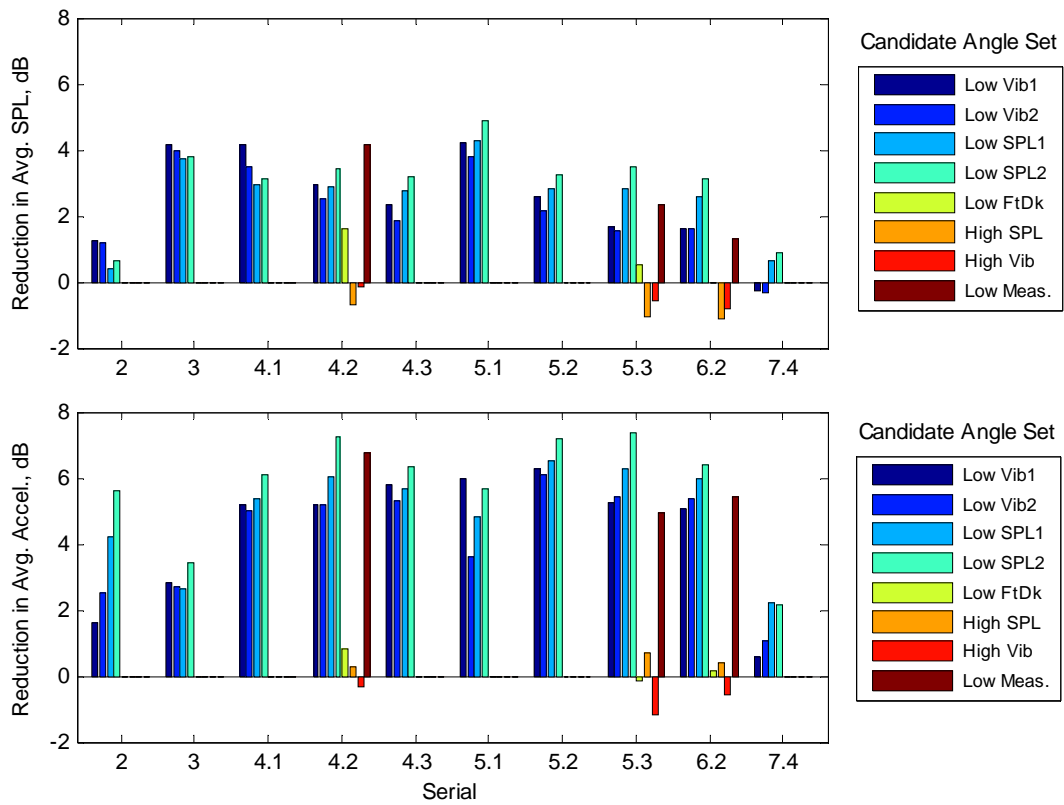 Reduction in Avg. SPL, dB
8
6
4
2
0
-2
2 3 4.1 4.2 4.3 5.1 5.2 5.3 6.2 7.4
Candidate Angle Set
Low Vib1
Low Vib2
Low SPL1
Low SPL2
Low FtDk
High SPL
High Vib
Low Meas.
Reduction in Avg. Accel., dB
8
6
4
2
0
-2
2 3 4.1 4.2 4.3 5.1 5.2 5.3 6.2 7.4
Serial
Candidate Angle Set
Low Vib1
Low Vib2
Low SPL1
Low SPL2
Low FtDk
High SPL
High Vib
Low Meas.